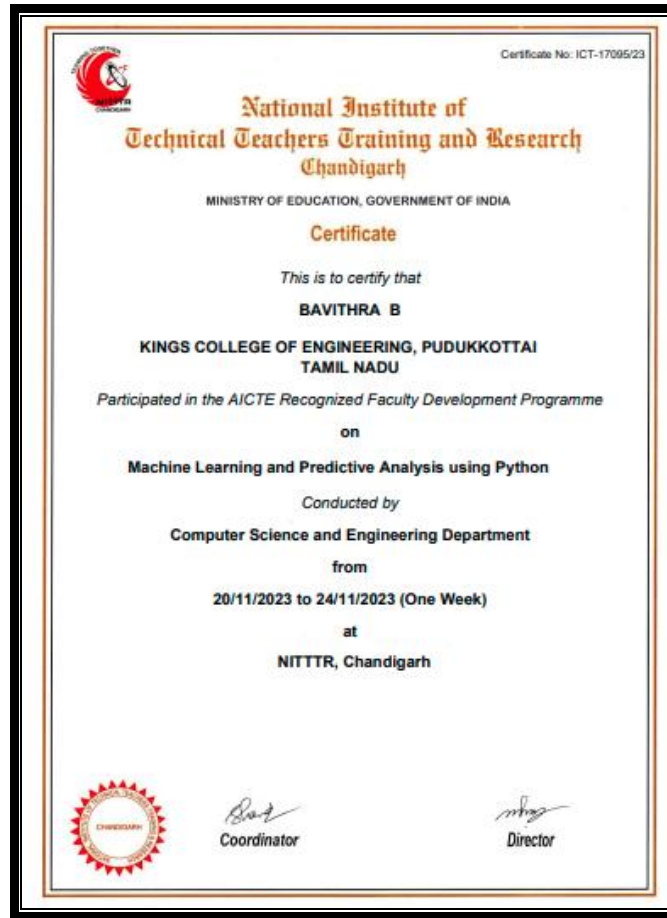 Certificate No: ICT-17095/23
NITTTR
CHANDIGARH
National Institute of
Technical Teachers Training and Research
Chandigarh
MINISTRY OF EDUCATION, GOVERNMENT OF INDIA
Certificate
This is to certify that
BAVITHRA B
KINGS COLLEGE OF ENGINEERING, PUDUKKOTTAI
TAMIL NADU
Participated in the AICTE Recognized Faculty Development Programme
on
Machine Learning and Predictive Analysis using Python
Conducted by
Computer Science and Engineering Department
from
20/11/2023 to 24/11/2023 (One Week)
at
NITTTR, Chandigarh
CHANDIGARH
Coordinator
Director